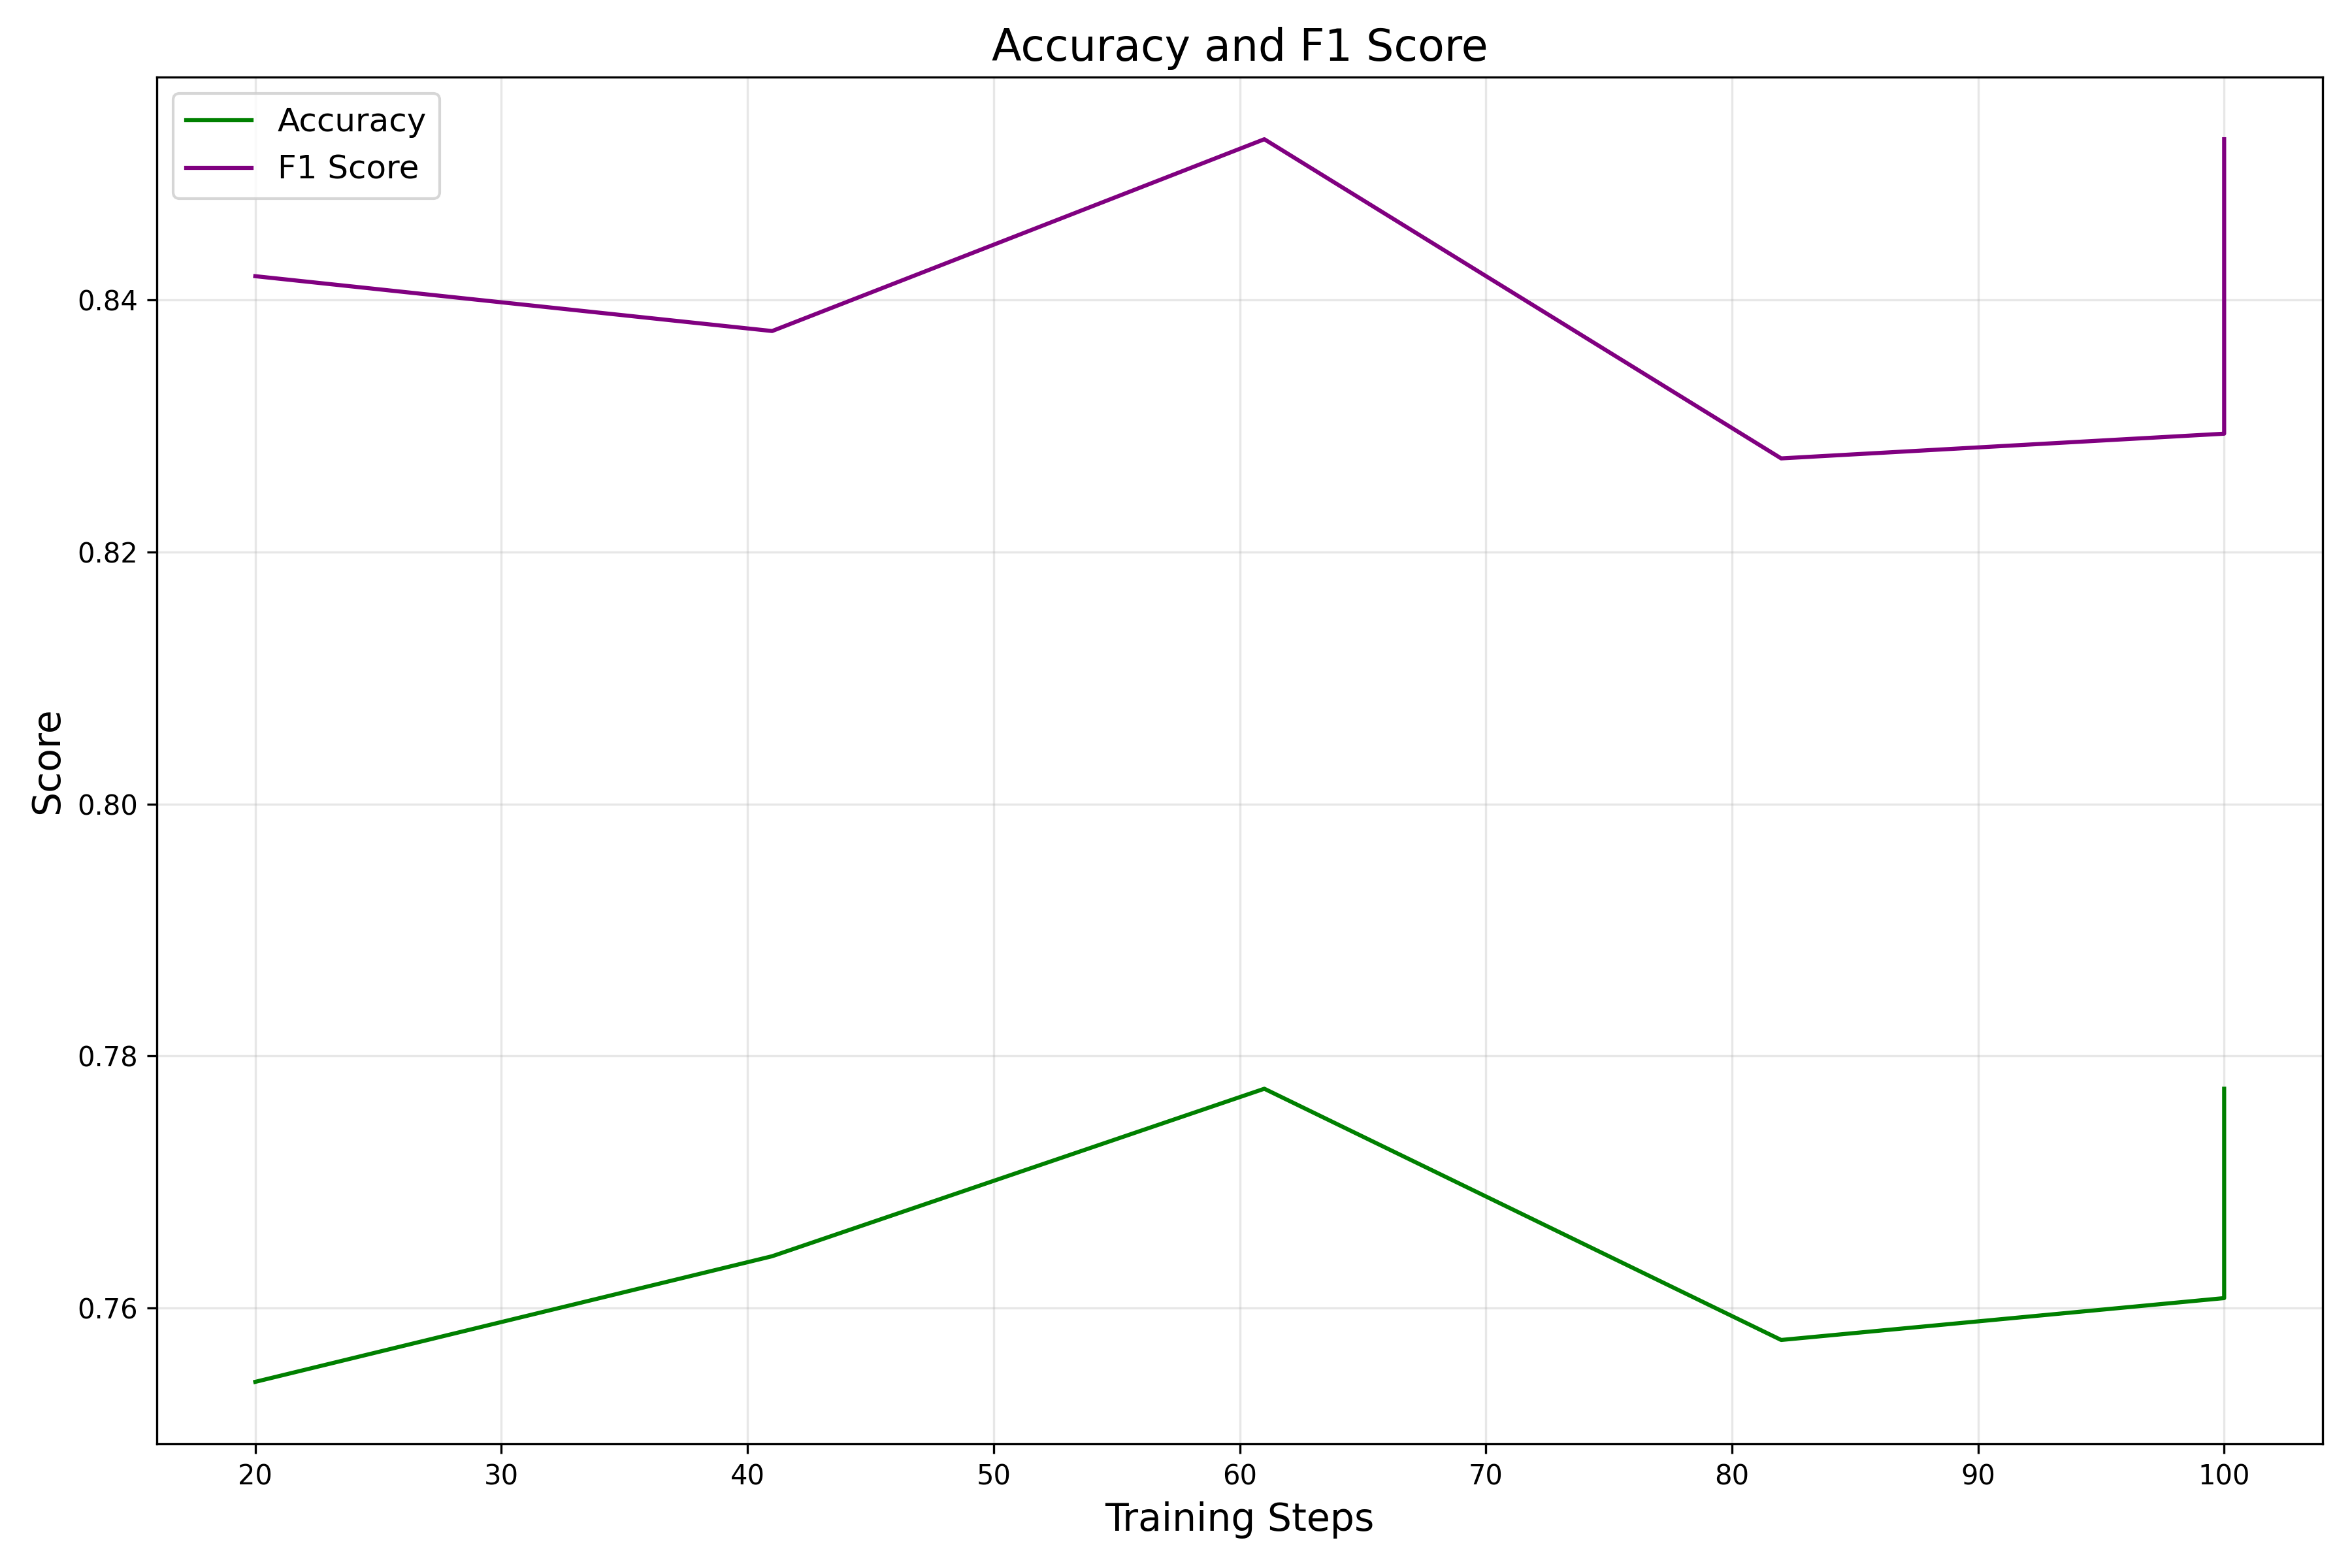 Accuracy and F1 Score
Accuracy
F1 Score
0.84
0.82
0.80
0.78
0.76
Score
20 30 40 50 60 70 80 90 100
Training Steps